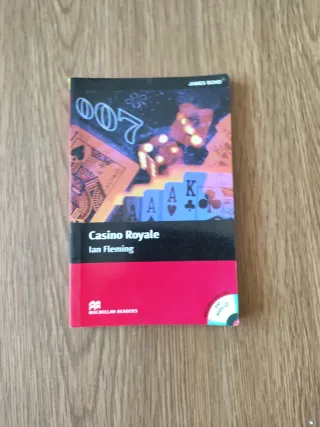 JAMES BOND
007
A
A
A
K
Casino Royale
Ian Fleming
MACMILLAN READERS